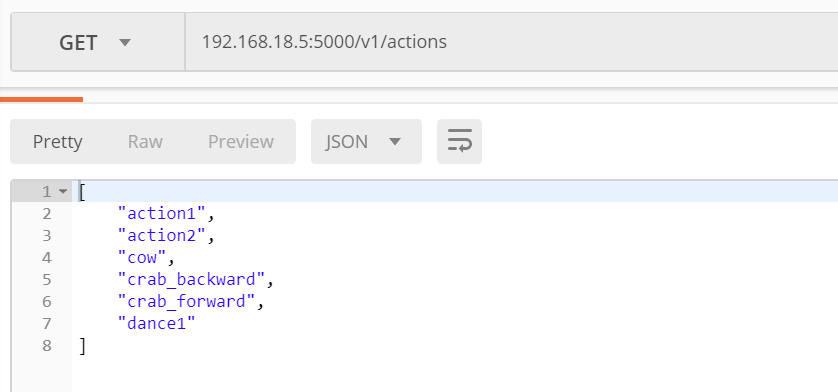 GET 192.168.18.5:5000/v1/actions
Pretty Raw Preview JSON
1 [
2 "action1",
3 "action2",
4 "cow",
5 "crab_backward",
6 "crab_forward",
7 "dance1"
8 ]